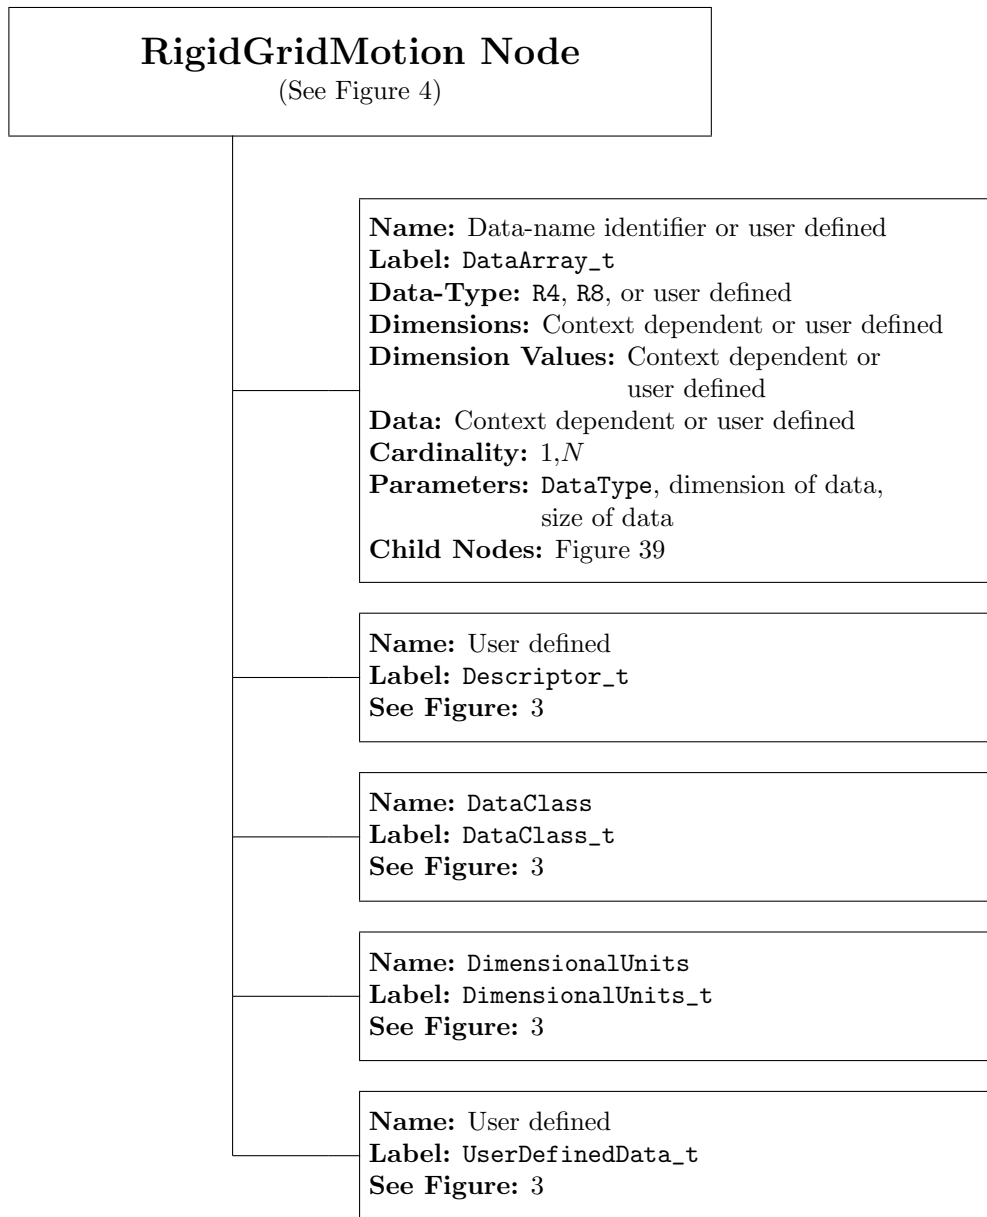 RigidGridMotion Node
(See Figure 4)
Name: Data-name identifier or user defined
Label: DataArray_t
Data-Type: R4, R8, or user defined
Dimensions: Context dependent or user defined
Dimension Values: Context dependent or
user defined
Data: Context dependent or user defined
Cardinality: 1,N
Parameters: DataType, dimension of data,
size of data
Child Nodes: Figure 39
Name: User defined
Label: Descriptor_t
See Figure: 3
Name: DataClass
Label: DataClass_t
See Figure: 3
Name: DimensionalUnits
Label: DimensionalUnits_t
See Figure: 3
Name: User defined
Label: UserDefinedData_t
See Figure: 3